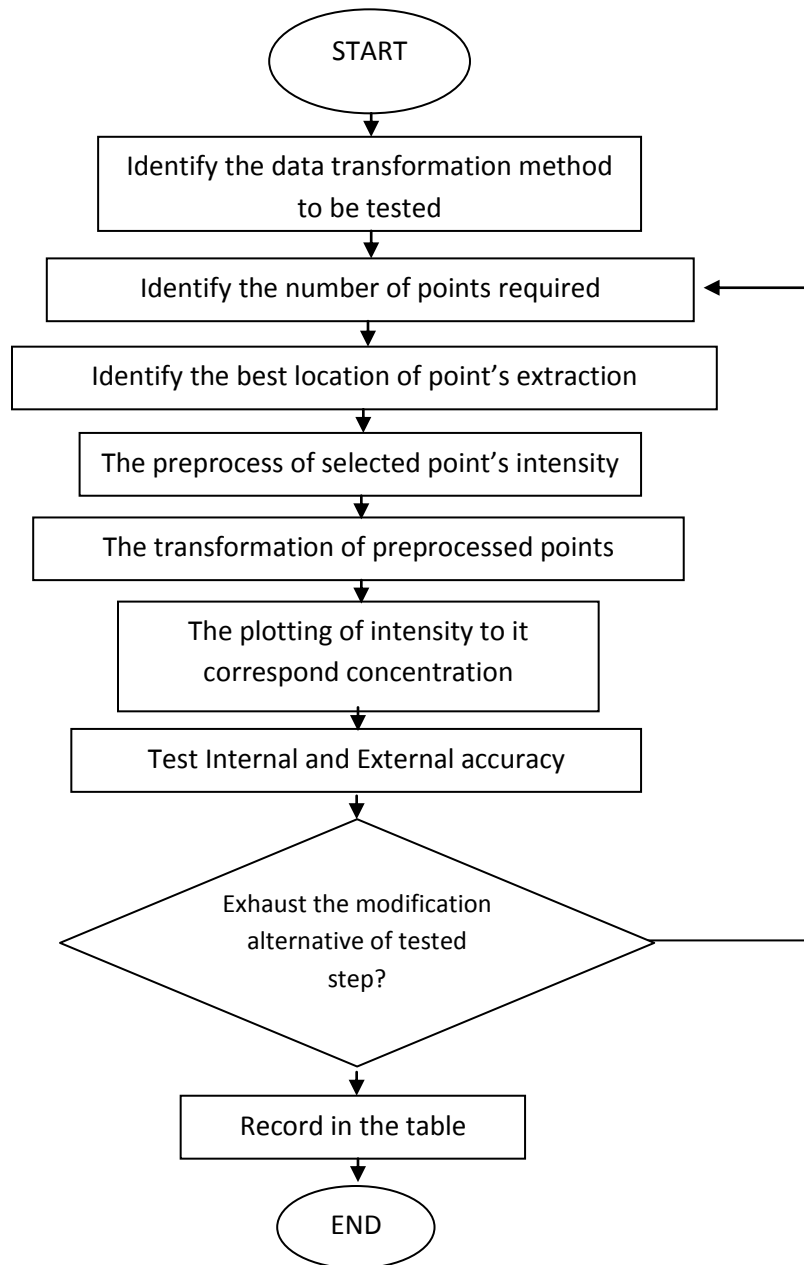 START
Identify the data transformation method
to be tested
Identify the number of points required
Identify the best location of point’s extraction
The preprocess of selected point’s intensity
The transformation of preprocessed points
The plotting of intensity to it
correspond concentration
Test Internal and External accuracy
Exhaust the modification
alternative of tested
step?
Record in the table
END